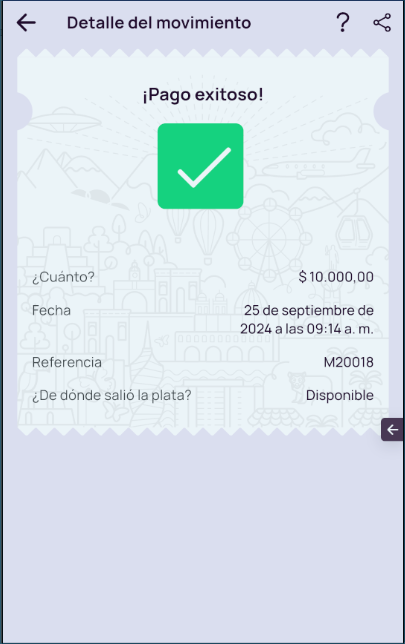 Detalle del movimiento ?
¡Pago exitoso!
¿Cuánto? $ 10.000,00
Fecha 25 de septiembre de
2024 a las 09:14 a. m.
Referencia M20018
¿De dónde salió la plata? Disponible